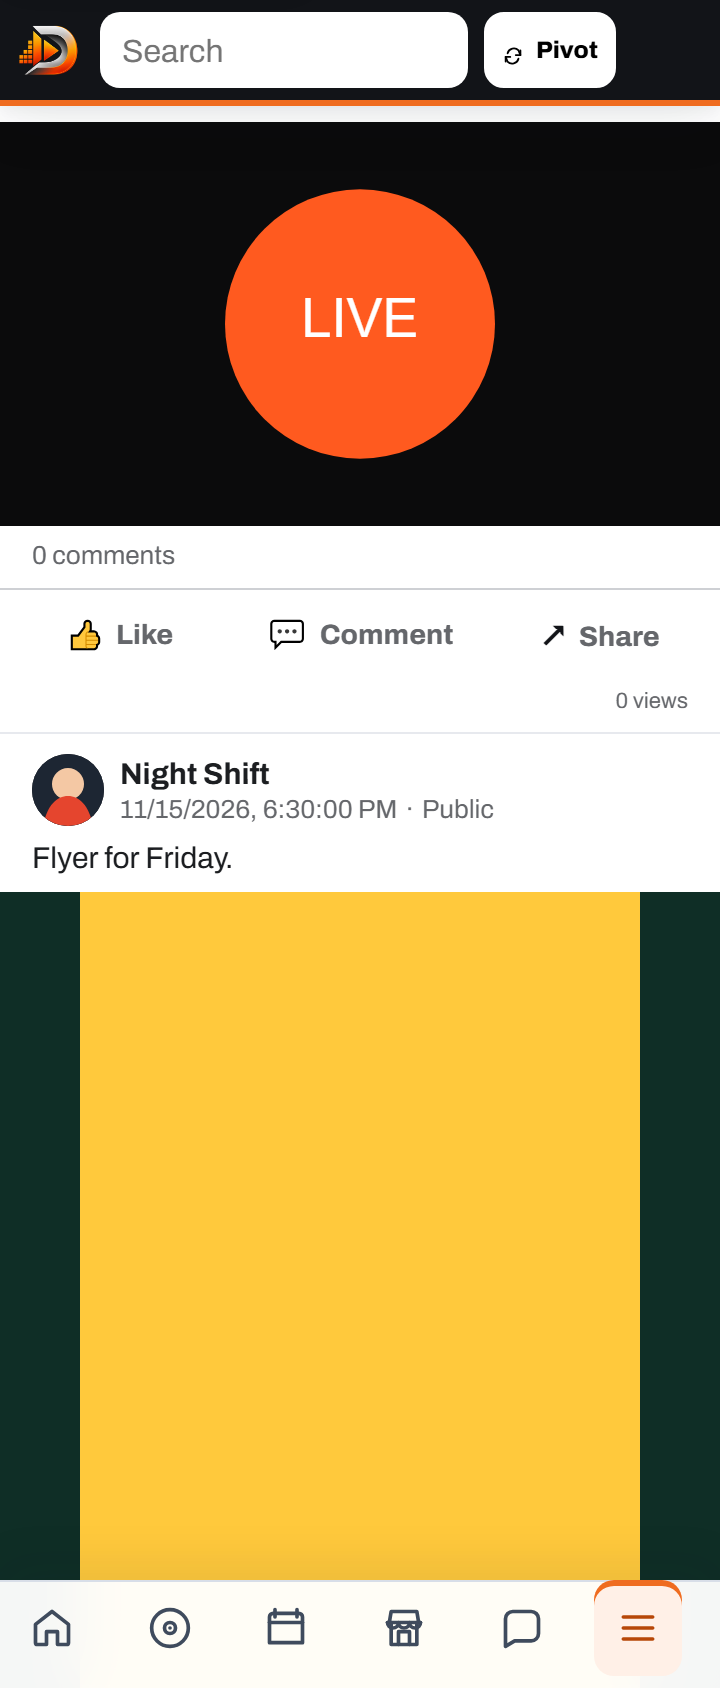 Search
Pivot
LIVE
0 comments
Like
Comment
Share
0 views
Night Shift
11/15/2026, 6:30:00 PM · Public
Flyer for Friday.